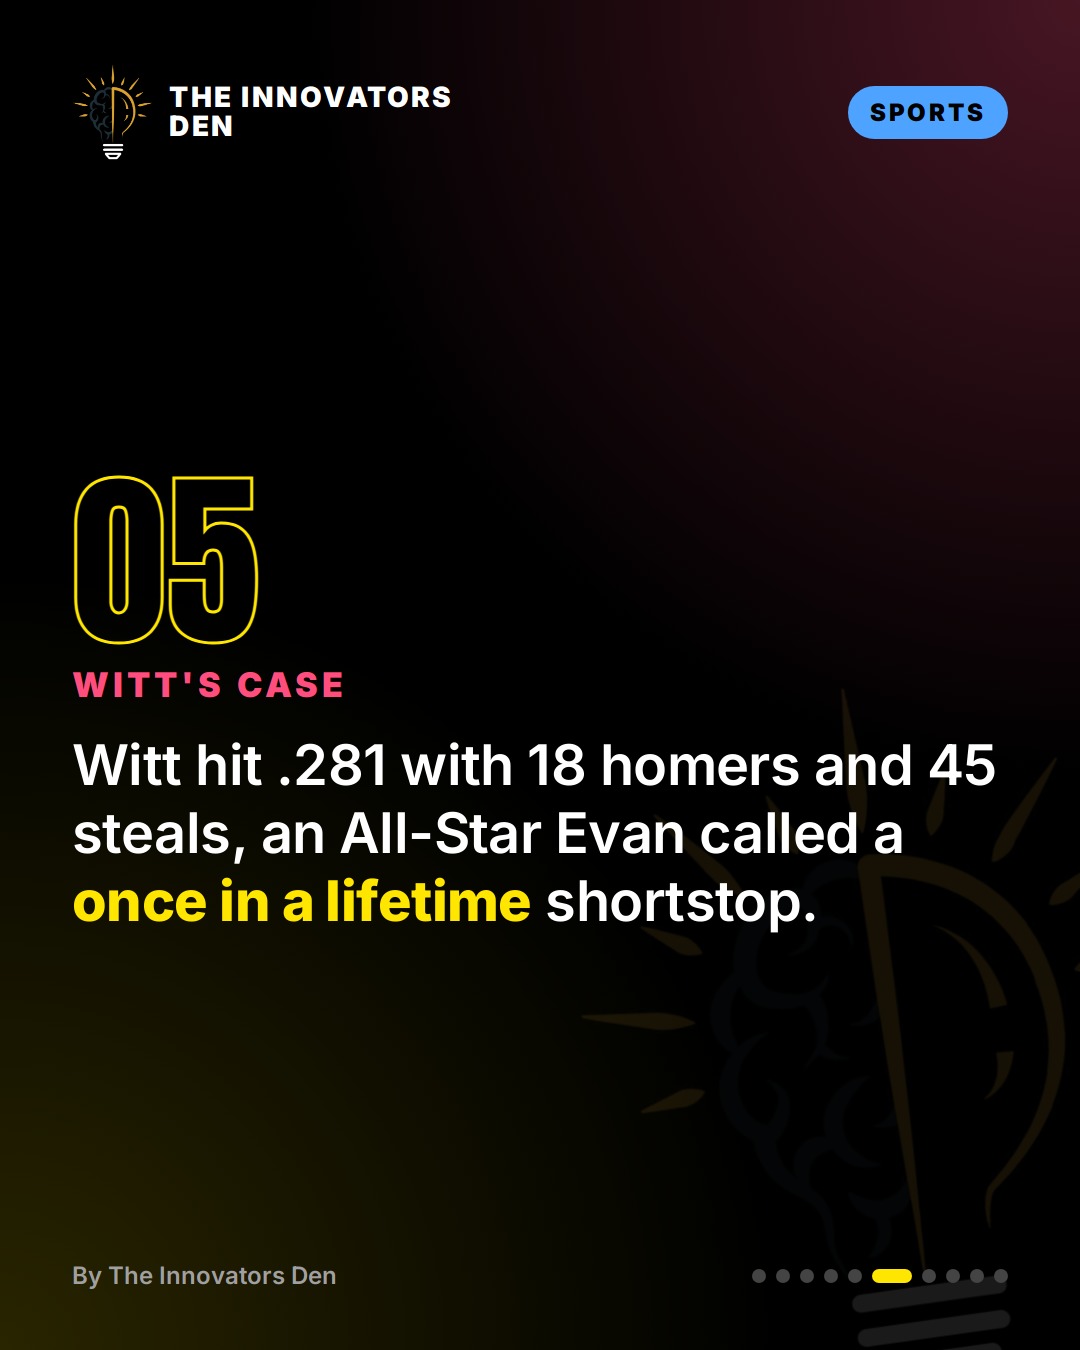 THE INNOVATORS
DEN
SPORTS
05
WITT'S CASE
Witt hit .281 with 18 homers and 45
steals, an All-Star Evan called a
once in a lifetime shortstop.
By The Innovators Den